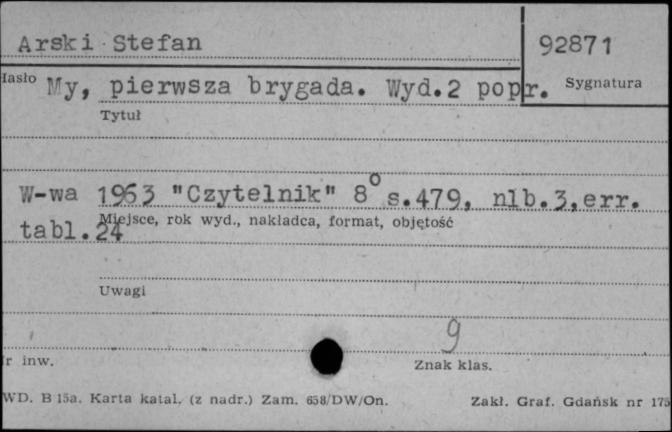 Arski Stefan
92871
Hasło My, pierwsza brygada. Wyd.2 popr. Sygnatura
Tytuł
W-wa 1963 "Czytelnik" 8° s.479, nlb.3,err.
Miejsce, rok wyd., nakładca, format, objętość
tabl.24
Uwagi
9
r inw.
Znak klas.
WD. B 15a. Karta katal. (z nadr.) Zam. 658/DW/On.
Zakł. Graf. Gdańsk nr 175